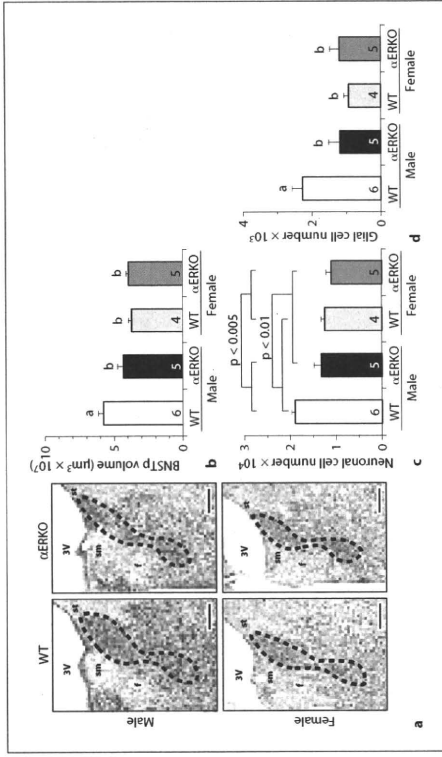 WT
αERKO
Male
Female
3V
st
sm
f
3V
st
sm
f
3V
st
sm
f
3V
st
sm
f
a
BNSTp volume (μm³ × 10⁷)
10
5
0
a
b
b
b
6
5
4
5
WT
αERKO
WT
αERKO
Male
Female
b
Neuronal cell number × 10⁴
3
2
1
0
p < 0.005
p < 0.01
6
5
4
5
WT
αERKO
WT
αERKO
Male
Female
c
Glial cell number × 10³
4
2
0
a
b
b
b
6
5
4
5
WT
αERKO
WT
αERKO
Male
Female
d